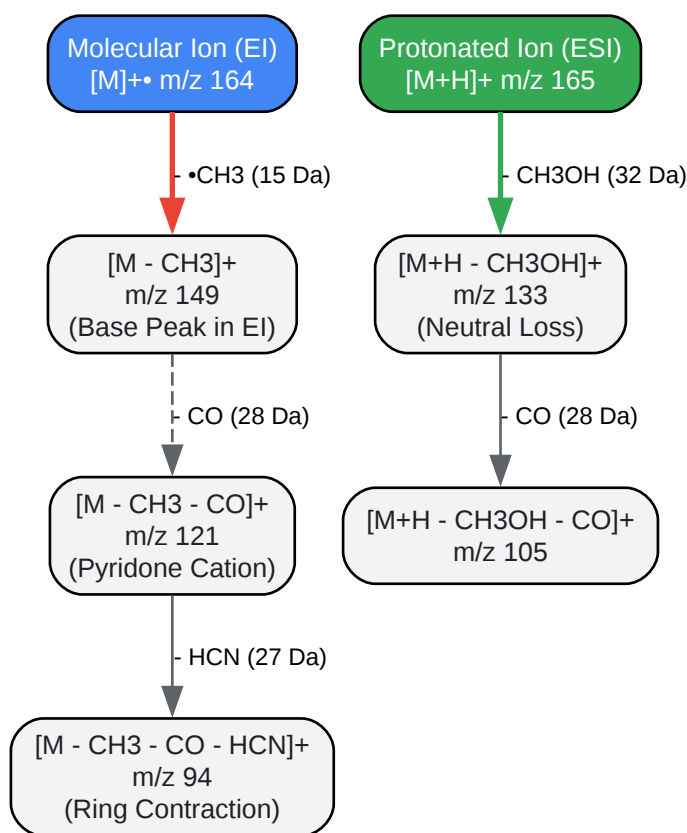 Molecular Ion (EI)
[M]+• m/z 164
Protonated Ion (ESI)
[M+H]+ m/z 165
- •CH3 (15 Da)
- CH3OH (32 Da)
[M - CH3]+
m/z 149
(Base Peak in EI)
[M+H - CH3OH]+
m/z 133
(Neutral Loss)
- CO (28 Da)
- CO (28 Da)
[M - CH3 - CO]+
m/z 121
(Pyridone Cation)
[M+H - CH3OH - CO]+
m/z 105
- HCN (27 Da)
[M - CH3 - CO - HCN]+
m/z 94
(Ring Contraction)